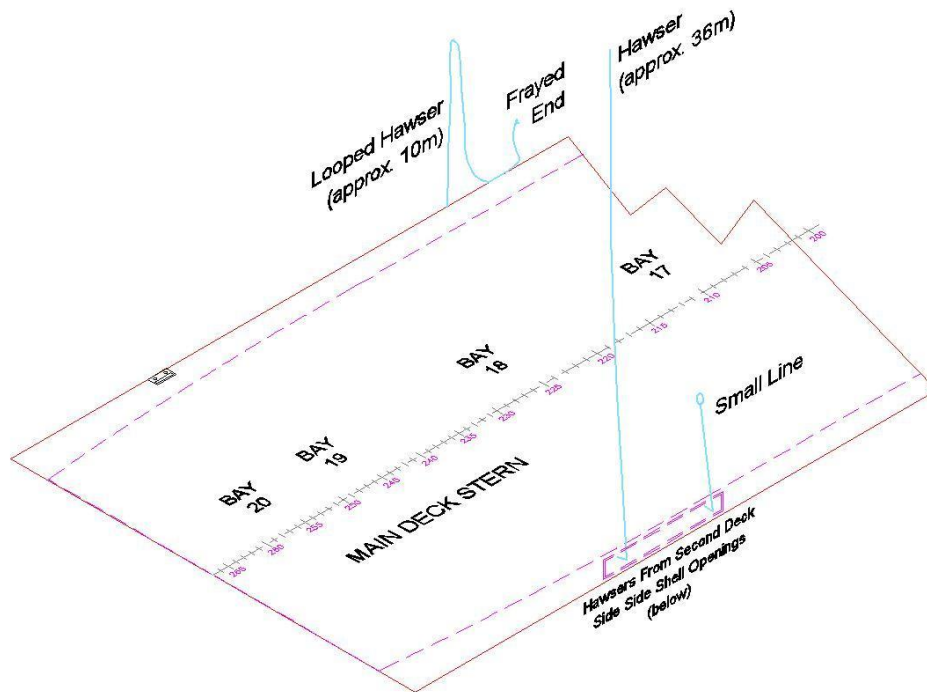 Looped Hawser
(approx. 10m)
Frayed
End
Hawser
(approx. 36m)
BAY
17
BAY
18
BAY
19
BAY
20
200
205
210
215
220
225
230
235
240
245
250
255
260
265
MAIN DECK STERN
Small Line
Hawsers From Second Deck
Side Side Shell Openings
(below)